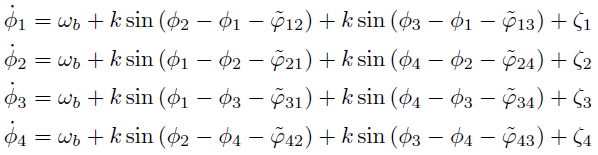 ϕ̇₁ = ω_b + k sin (ϕ₂ − ϕ₁ − φ̃₁₂) + k sin (ϕ₃ − ϕ₁ − φ̃₁₃) + ζ₁
ϕ̇₂ = ω_b + k sin (ϕ₁ − ϕ₂ − φ̃₂₁) + k sin (ϕ₄ − ϕ₂ − φ̃₂₄) + ζ₂
ϕ̇₃ = ω_b + k sin (ϕ₁ − ϕ₃ − φ̃₃₁) + k sin (ϕ₄ − ϕ₃ − φ̃₃₄) + ζ₃
ϕ̇₄ = ω_b + k sin (ϕ₂ − ϕ₄ − φ̃₄₂) + k sin (ϕ₃ − ϕ₄ − φ̃₄₃) + ζ₄